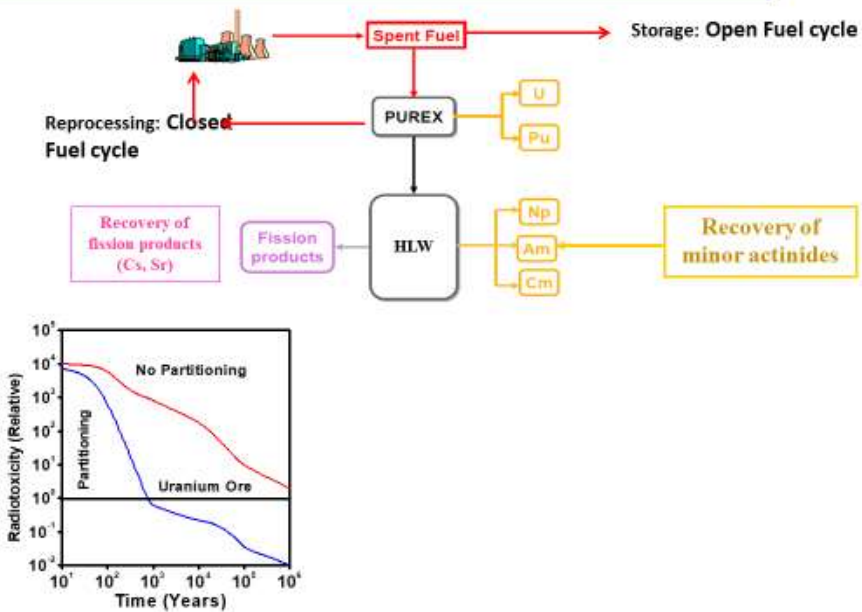 Spent Fuel
Storage: Open Fuel cycle
Reprocessing: Closed
Fuel cycle
PUREX
U
Pu
Recovery of
fission products
(Cs, Sr)
Fission
products
HLW
Np
Am
Cm
Recovery of
minor actinides
Radiotoxicity (Relative)
10⁵
10⁴
10³
10²
10¹
10⁰
10⁻¹
10⁻²
No Partitioning
Partitioning
Uranium Ore
10¹ 10² 10³ 10⁴ 10⁵ 10⁶
Time (Years)